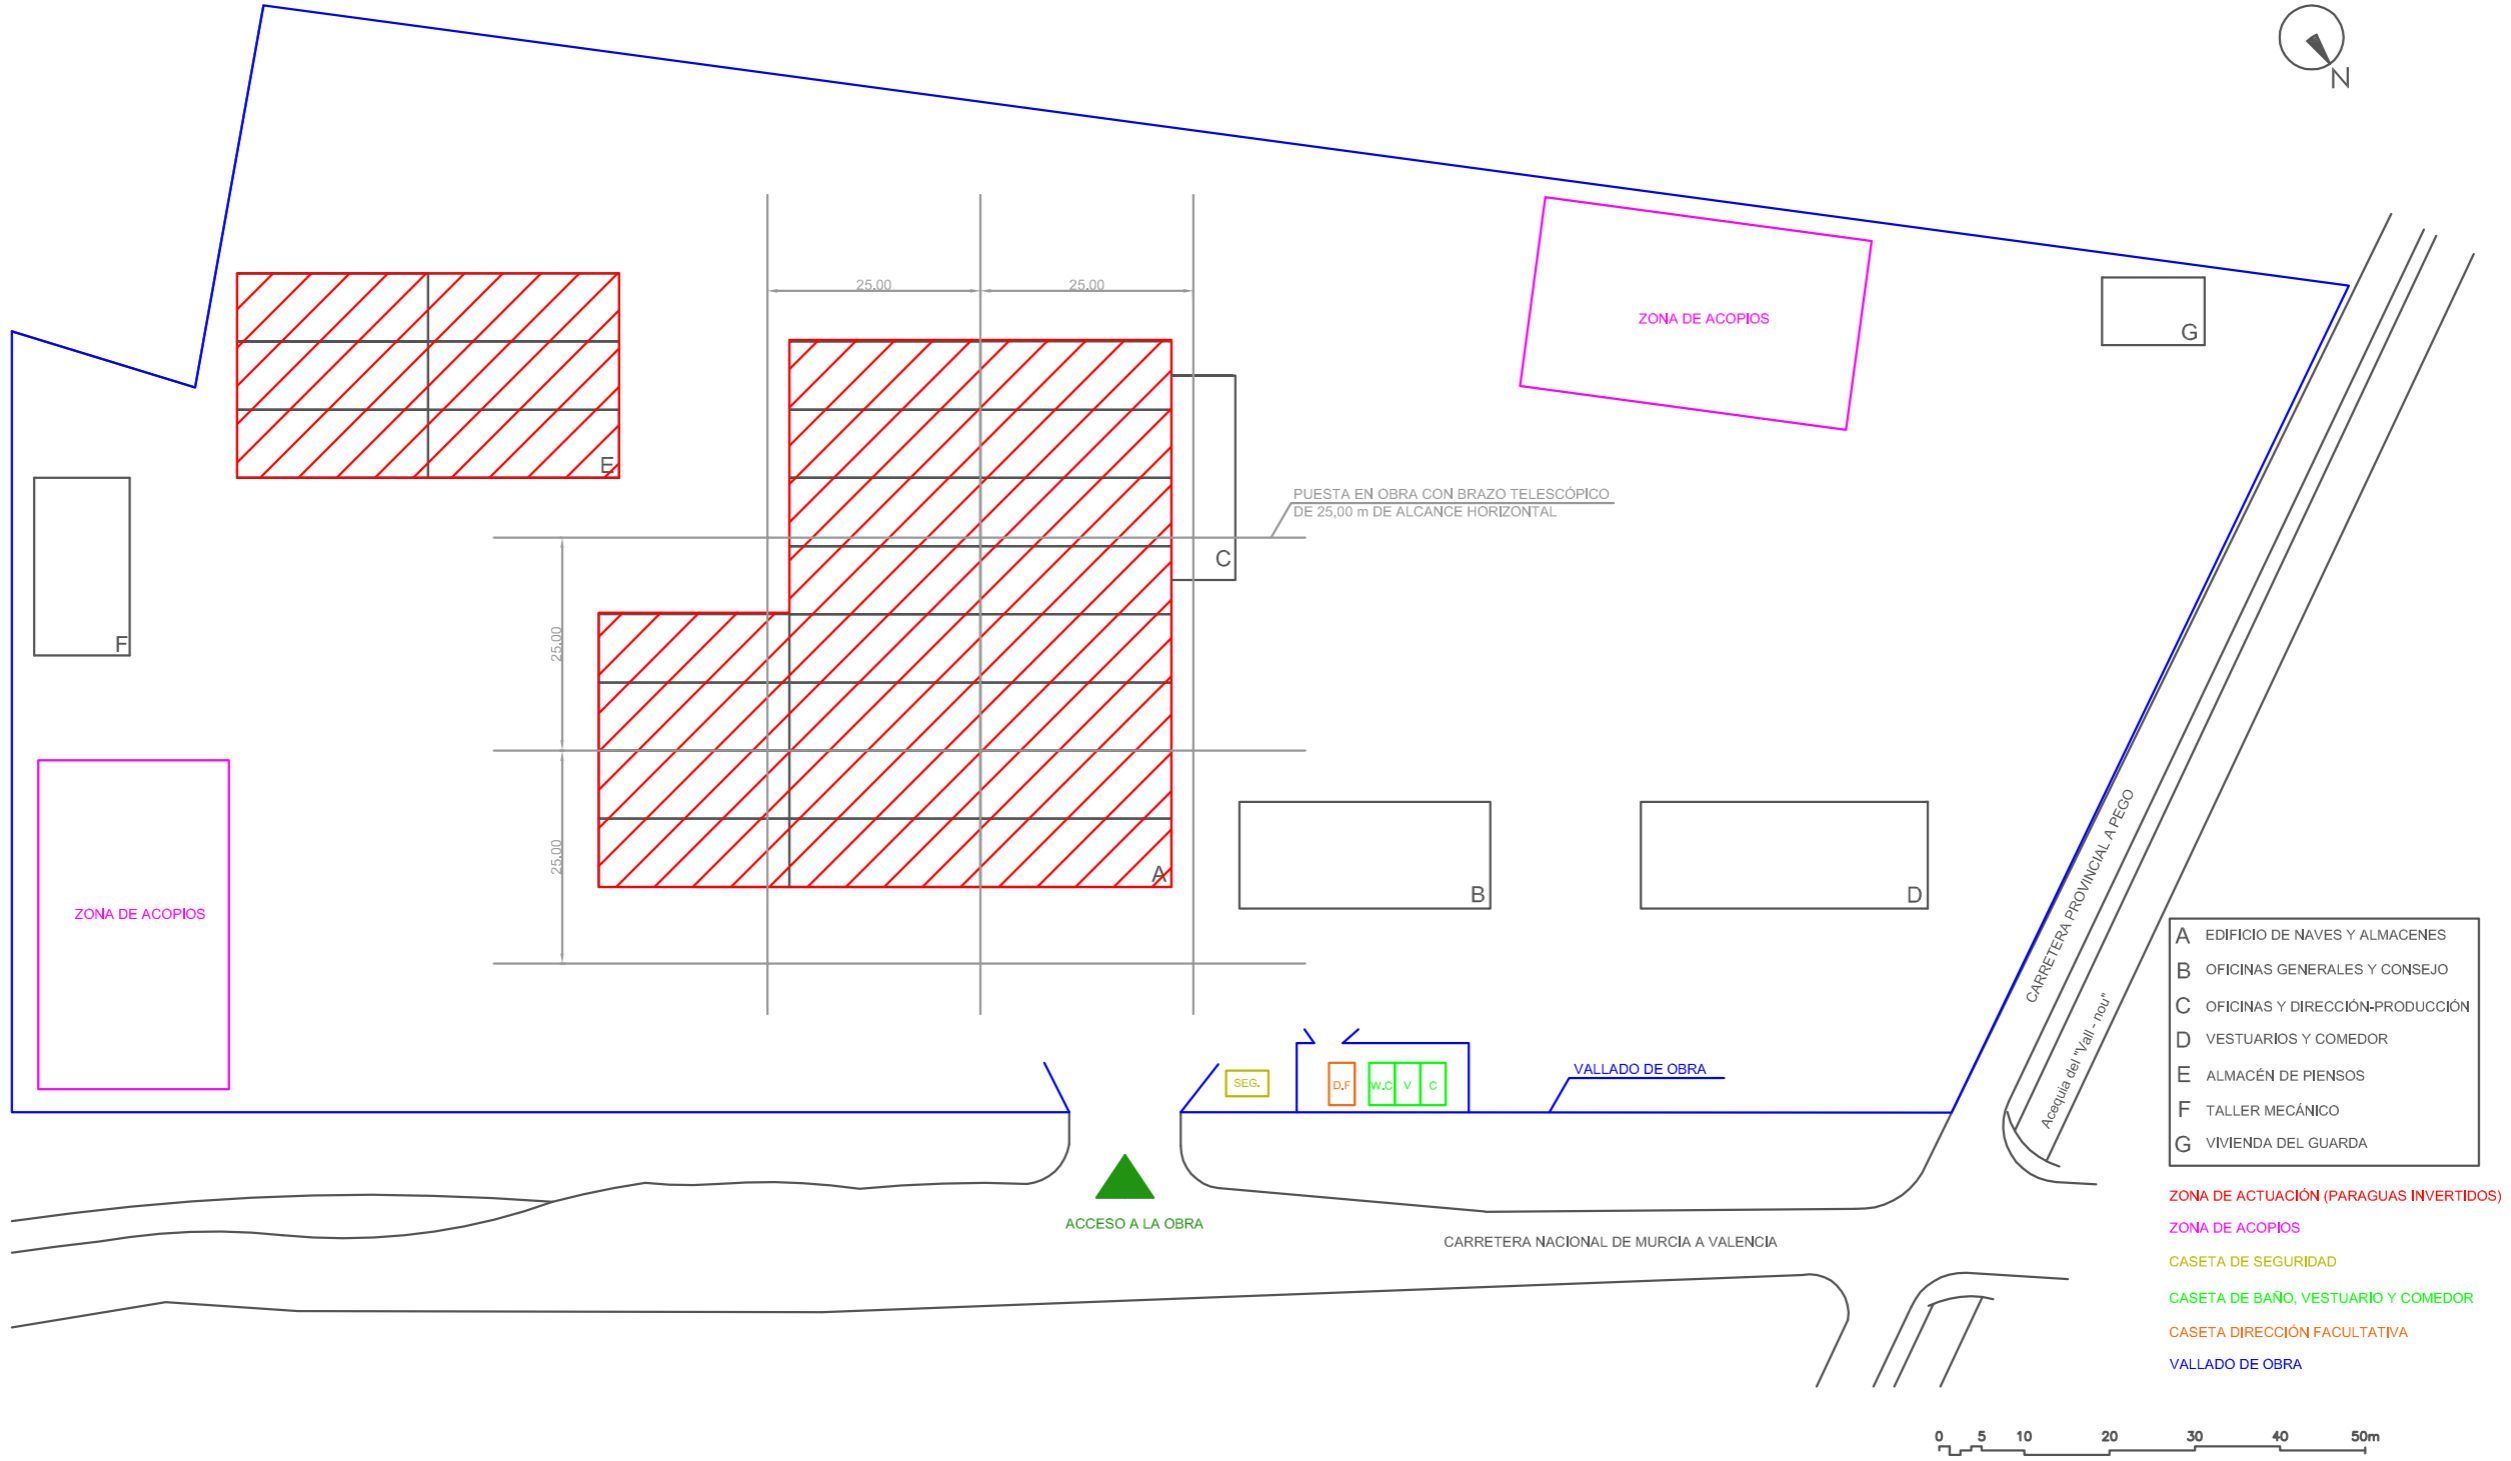 N
25.00
25.00
ZONA DE ACOPIOS
G
E
PUESTA EN OBRA CON BRAZO TELESCÓPICO
DE 25,00 m DE ALCANCE HORIZONTAL
C
F
25.00
25.00
A
B
D
ZONA DE ACOPIOS
CARRETERA PROVINCIAL A PEGO
Acequia del "Vall - nou"
SEG.
D.F
W.C
V
C
VALLADO DE OBRA
ACCESO A LA OBRA
CARRETERA NACIONAL DE MURCIA A VALENCIA
A EDIFICIO DE NAVES Y ALMACENES
B OFICINAS GENERALES Y CONSEJO
C OFICINAS Y DIRECCIÓN-PRODUCCIÓN
D VESTUARIOS Y COMEDOR
E ALMACÉN DE PIENSOS
F TALLER MECÁNICO
G VIVIENDA DEL GUARDA
ZONA DE ACTUACIÓN (PARAGUAS INVERTIDOS)
ZONA DE ACOPIOS
CASETA DE SEGURIDAD
CASETA DE BAÑO, VESTUARIO Y COMEDOR
CASETA DIRECCIÓN FACULTATIVA
VALLADO DE OBRA
0 5 10 20 30 40 50m